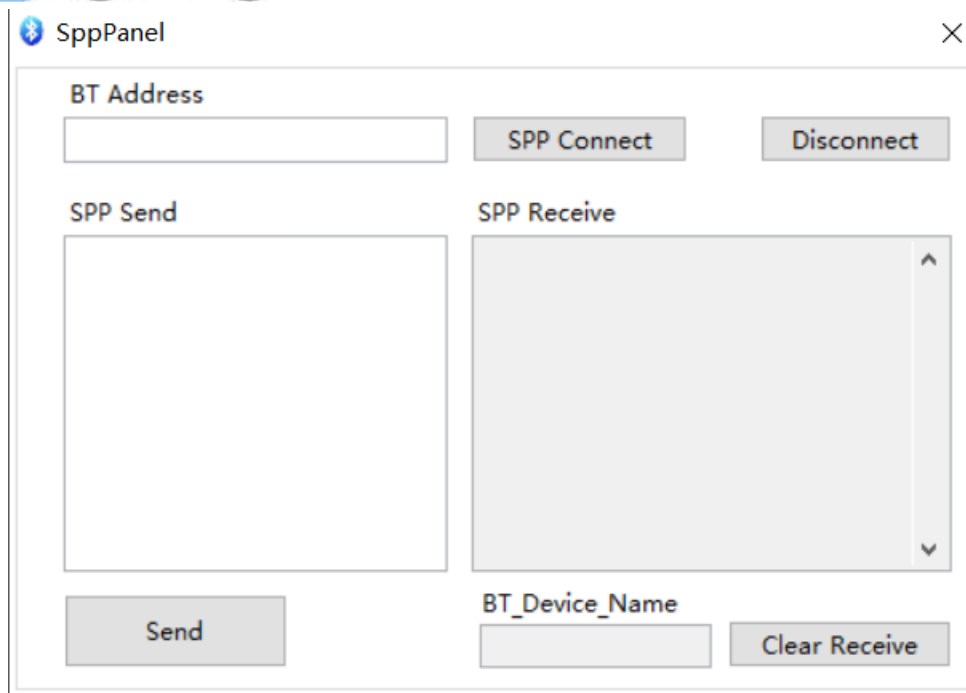 SppPanel
BT Address
SPP Connect
Disconnect
SPP Send
SPP Receive
Send
BT_Device_Name
Clear Receive